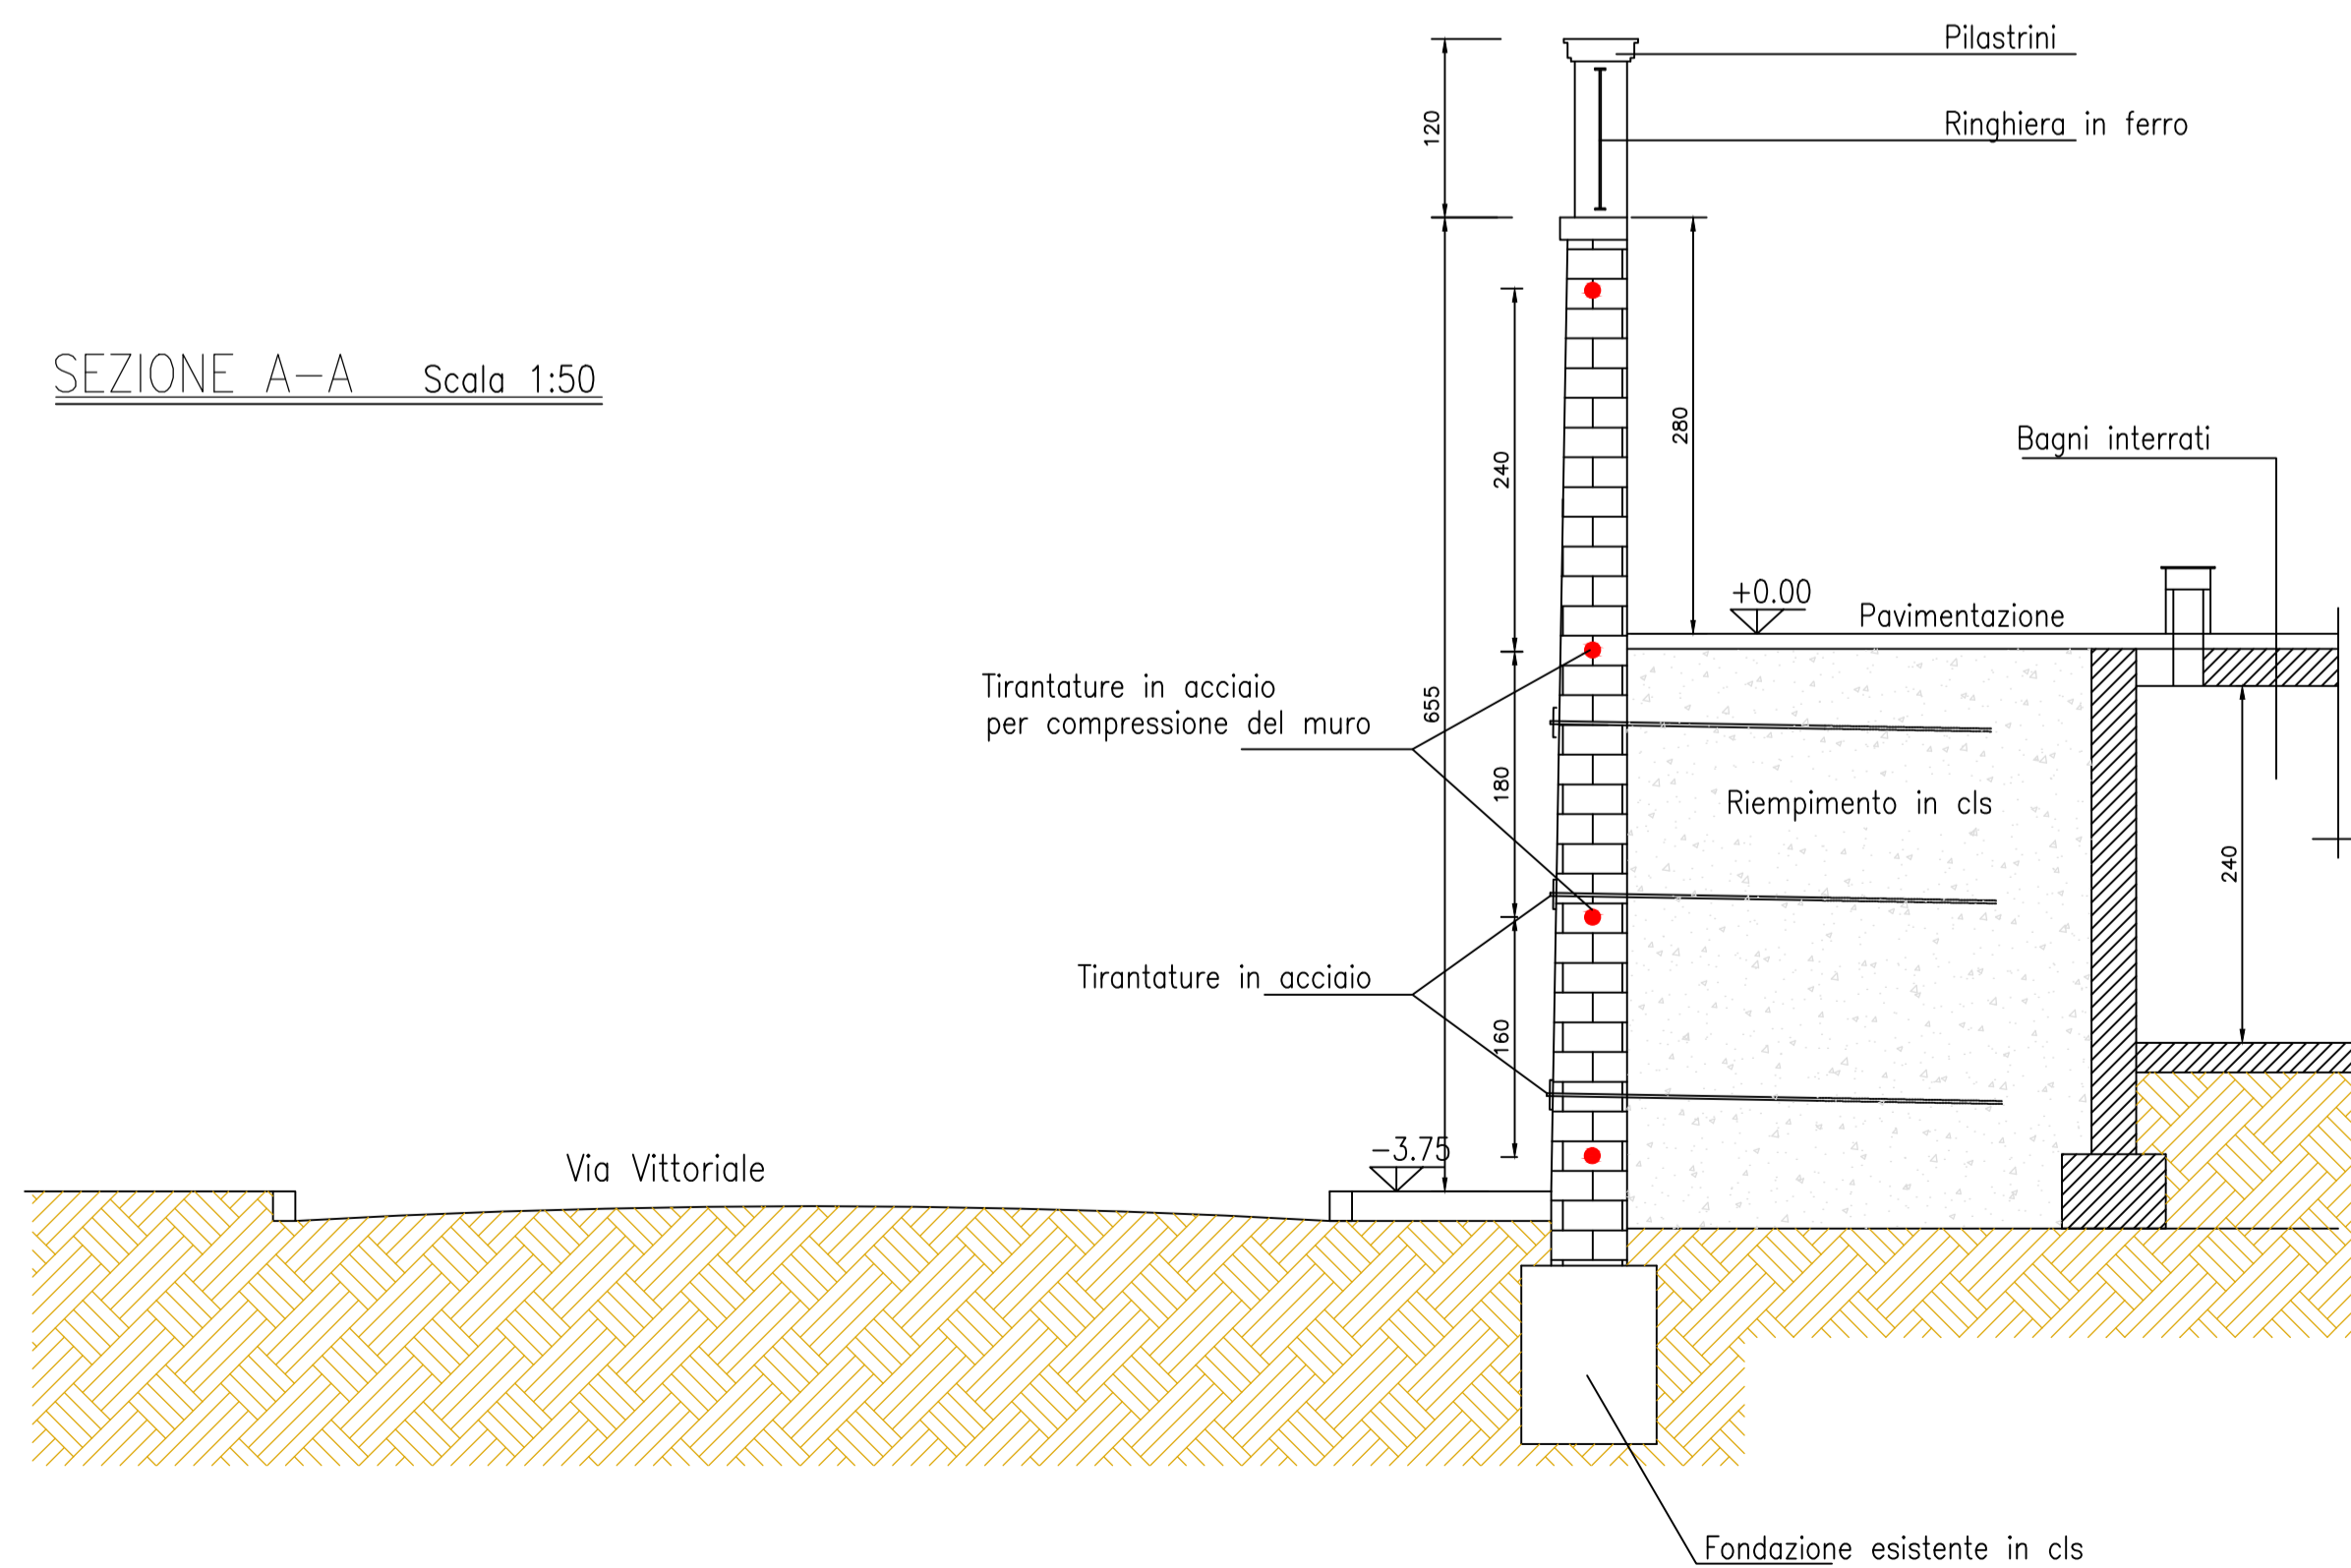 Pilastrini
120
Ringhiera in ferro
SEZIONE A-A Scala 1:50
280
240
Bagni interrati
+0.00
Pavimentazione
Tirantature in acciaio
per compressione del muro
655
180
Riempimento in cls
240
Tirantature in acciaio
160
-3.75
Via Vittoriale
Fondazione esistente in cls